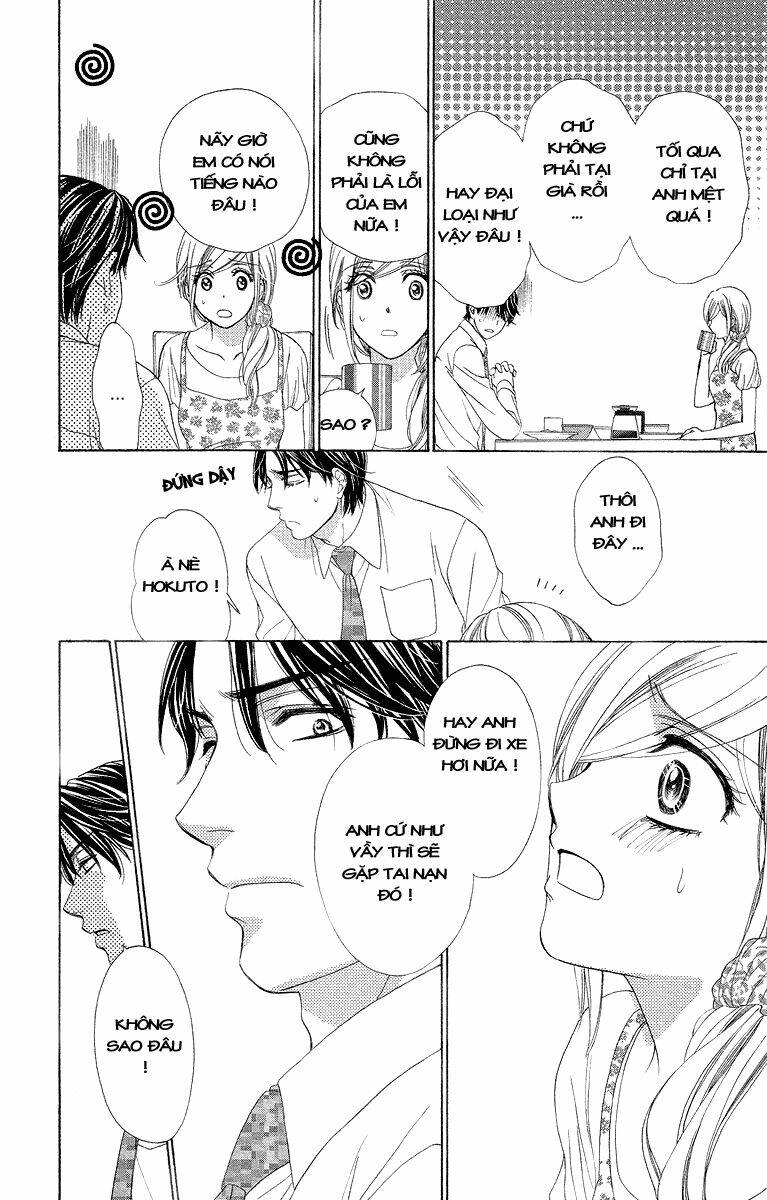 TỐI QUA
CHỈ TẠI
ANH MỆT
QUÁ !
CHỨ
KHÔNG
PHẢI TẠI
GIÀ RỒI
...
HAY ĐẠI
LOẠI NHƯ
VẬY ĐÂU !
CŨNG
KHÔNG
PHẢI LÀ LỖI
CỦA EM
NỮA !
SAO ?
NÃY GIỜ
EM CÓ NÓI
TIẾNG NÀO
ĐÂU !
...
THÔI
ANH ĐI
ĐÂY ...
ĐỨNG DẬY
À NÈ
HOKUTO !
HAY ANH
ĐỪNG ĐI XE
HƠI NỮA !
ANH CỨ NHƯ
VẦY THÌ SẼ
GẶP TAI NẠN
ĐÓ !
KHÔNG
SAO ĐÂU
!